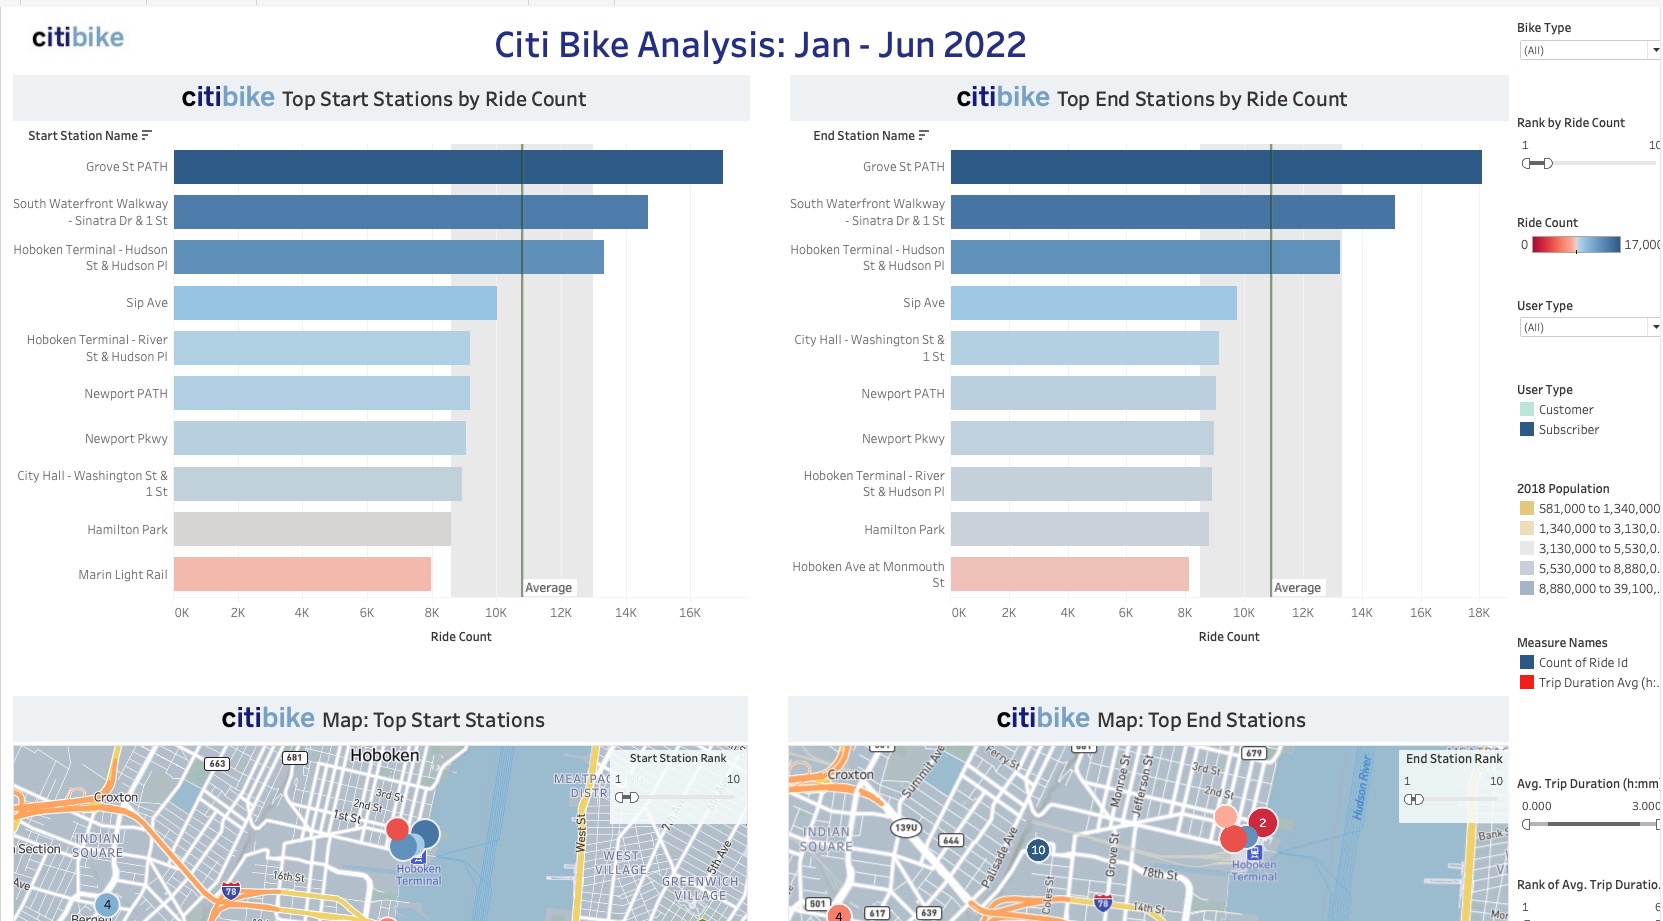 citibike
Citi Bike Analysis: Jan - Jun 2022
citibike Top Start Stations by Ride Count
Start Station Name
Grove St PATH
South Waterfront Walkway
- Sinatra Dr & 1 St
Hoboken Terminal - Hudson
St & Hudson Pl
Sip Ave
Hoboken Terminal - River
St & Hudson Pl
Newport PATH
Newport Pkwy
City Hall - Washington St &
1 St
Hamilton Park
Marin Light Rail
Average
0K 2K 4K 6K 8K 10K 12K 14K 16K
Ride Count
citibike Top End Stations by Ride Count
End Station Name
Grove St PATH
South Waterfront Walkway
- Sinatra Dr & 1 St
Hoboken Terminal - Hudson
St & Hudson Pl
Sip Ave
City Hall - Washington St &
1 St
Newport PATH
Newport Pkwy
Hoboken Terminal - River
St & Hudson Pl
Hamilton Park
Hoboken Ave at Monmouth
St
Average
0K 2K 4K 6K 8K 10K 12K 14K 16K 18K
Ride Count
Bike Type
(All)
Rank by Ride Count
1 10
Ride Count
0 17,000
User Type
(All)
User Type
Customer
Subscriber
2018 Population
581,000 to 1,340,000
1,340,000 to 3,130,0..
3,130,000 to 5,530,0..
5,530,000 to 8,880,0..
8,880,000 to 39,100,..
Measure Names
Count of Ride Id
Trip Duration Avg (h:..
Avg. Trip Duration (h:mm
0.000 3.000
Rank of Avg. Trip Duratio..
1 6
citibike Map: Top Start Stations
Hoboken
663
681
Croxton
3rd St
2nd St
1st St
INDIAN
SQUARE
Section
Ave
16th St
78
4
Hoboken
Terminal
MEATPAC
DISTR
West St
WEST
VILLAGE
GREENWICH
VILLAGE
5th Ave
Start Station Rank
1 10
citibike Map: Top End Stations
Croxton
Summit Ave
Ferry St
681
Monroe St
Jefferson St
679
3rd St
2nd St
Hudson River
INDIAN
SQUARE
139U
644
Palisade Ave
10
Grove St
2
Hoboken
Terminal
78th St
Coles St
78
14th St
501
4
617
639
Bank S
End Station Rank
1 10